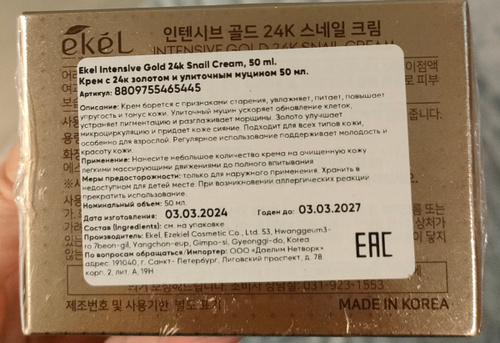 ekēL
인텐시브 골드 24K 스네일 크림
INTENSIVE GOLD 24K SNAIL CREAM
Ekel Intensive Gold 24k Snail Cream, 50 ml.
Крем с 24к золотом и улиточным муцином 50 мл.
Артикул: 8809755465445
Описание: Крем борется с признаками старения, увлажняет, питает, повышает
упругость и тонус кожи. Улиточный муцин ускоряет обновление клеток,
устраняет пигментацию и разглаживает морщины. Золото улучшает
микроциркуляцию и придает коже сияние. Подходит для всех типов кожи,
особенно для взрослой. Регулярное использование поддерживает молодость и
красоту кожи.
Применение: Нанесите небольшое количество крема на очищенную кожу
легкими массирующими движениями до полного впитывания
Меры предосторожности: только для наружного применения. Хранить в
недоступном для детей месте. При возникновении аллергических реакции
прекратить использование.
Номинальный объем: 50 мл.
Дата изготовления: 03.03.2024 Годен до: 03.03.2027
Состав (Ingredients): см. на упаковке
Производитель: Ekel, Ezekiel Cosmetic Co., Ltd. 53, Hwanggeum3-
ro 7beon-gil, Yangchon-eup, Gimpo-si, Gyeonggi-do, Korea
По вопросам обращаться/Импортер: ООО «Даелим Нетворк»
адрес: 191040, г. Санкт- Петербург, Лиговский проспект, д. 78,
корп. 2, лит. А, 19Н
EAC
031-923-1553
제조번호 및 사용기한 별도 표기
MADE IN KOREA